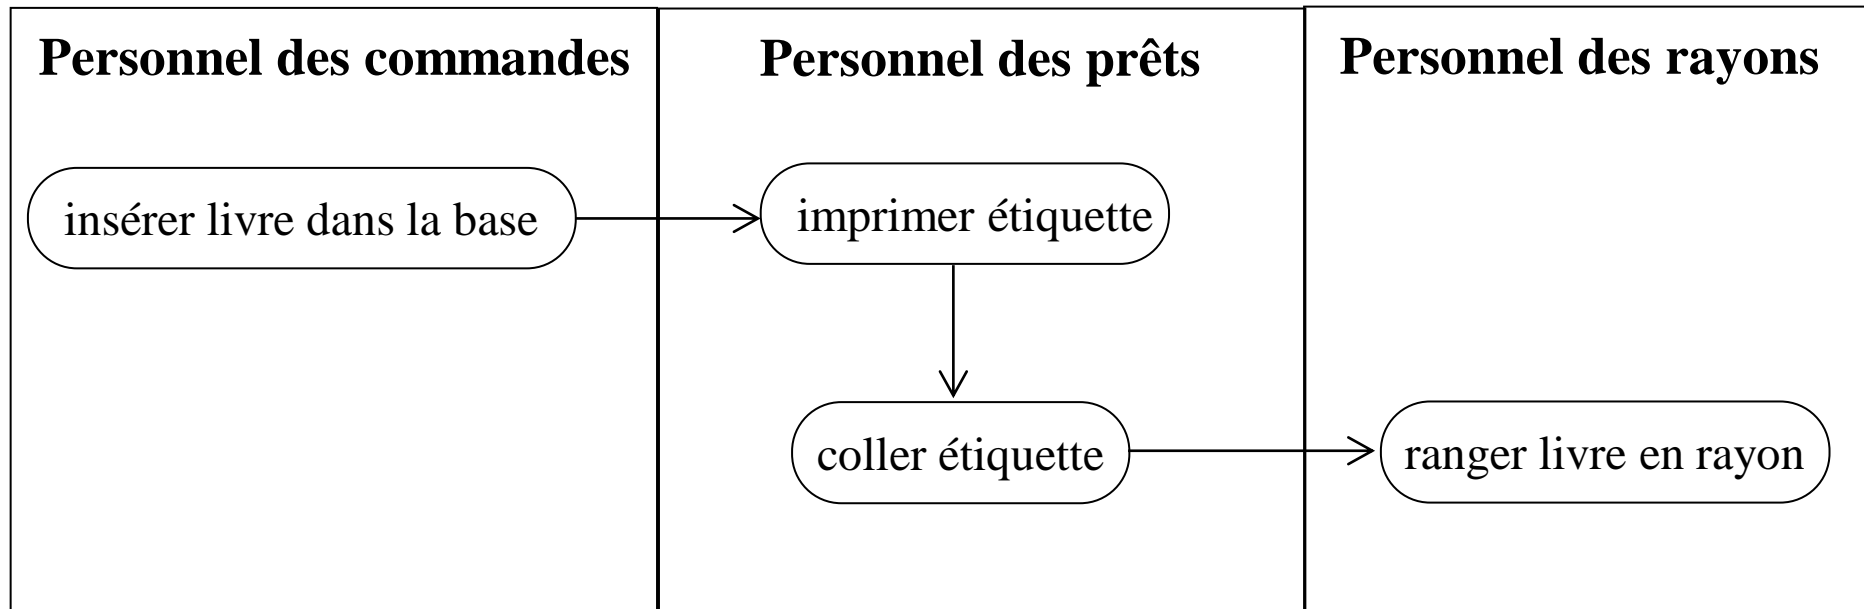 Personnel des commandes
Personnel des prêts
Personnel des rayons
insérer livre dans la base
imprimer étiquette
coller étiquette
ranger livre en rayon